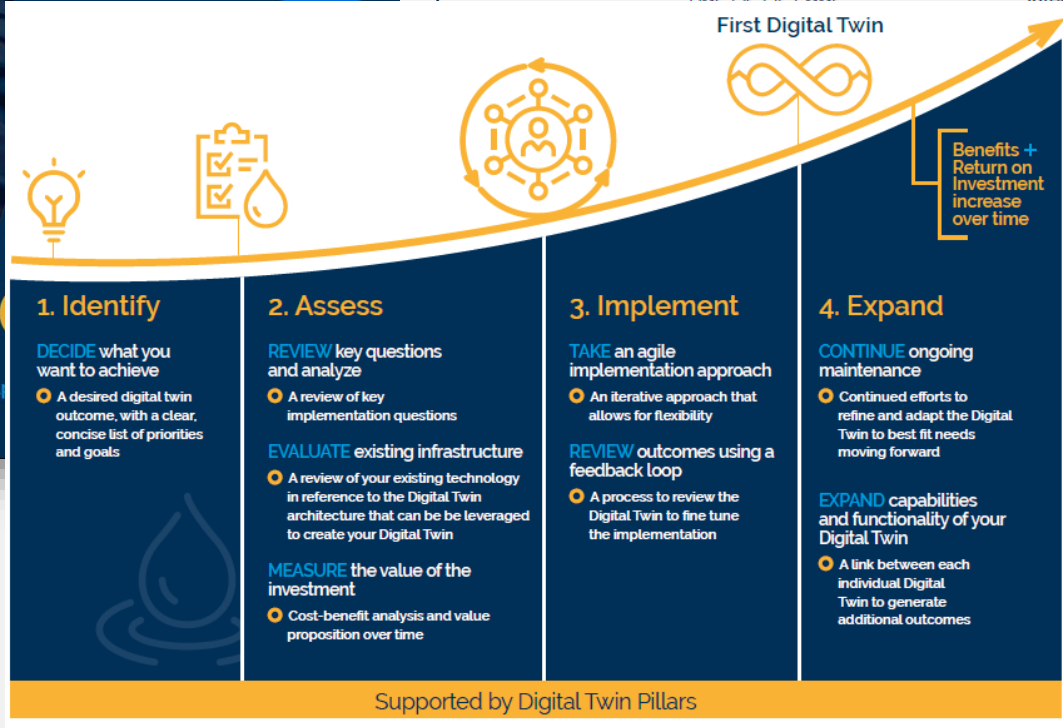 First Digital Twin
Benefits +
Return on
Investment
increase
over time
1. Identify
DECIDE what you
want to achieve
A desired digital twin
outcome, with a clear,
concise list of priorities
and goals
2. Assess
REVIEW key questions
and analyze
A review of key
implementation questions
EVALUATE existing infrastructure
A review of your existing technology
in reference to the Digital Twin
architecture that can be be leveraged
to create your Digital Twin
MEASURE the value of the
investment
Cost-benefit analysis and value
proposition over time
3. Implement
TAKE an agile
implementation approach
An iterative approach that
allows for flexibility
REVIEW outcomes using a
feedback loop
A process to review the
Digital Twin to fine tune
the implementation
4. Expand
CONTINUE ongoing
maintenance
Continued efforts to
refine and adapt the Digital
Twin to best fit needs
moving forward
EXPAND capabilities
and functionality of your
Digital Twin
A link between each
individual Digital
Twin to generate
additional outcomes
Supported by Digital Twin Pillars